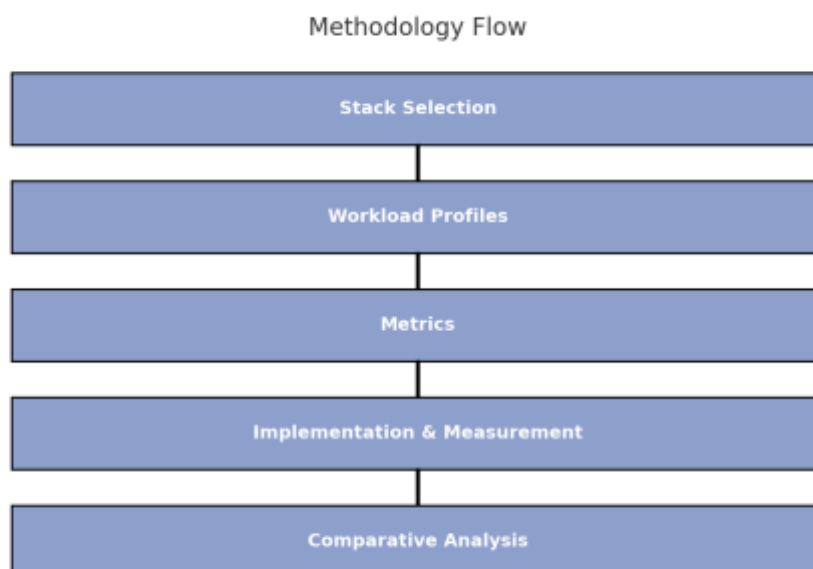 Methodology Flow
Stack Selection
Workload Profiles
Metrics
Implementation & Measurement
Comparative Analysis